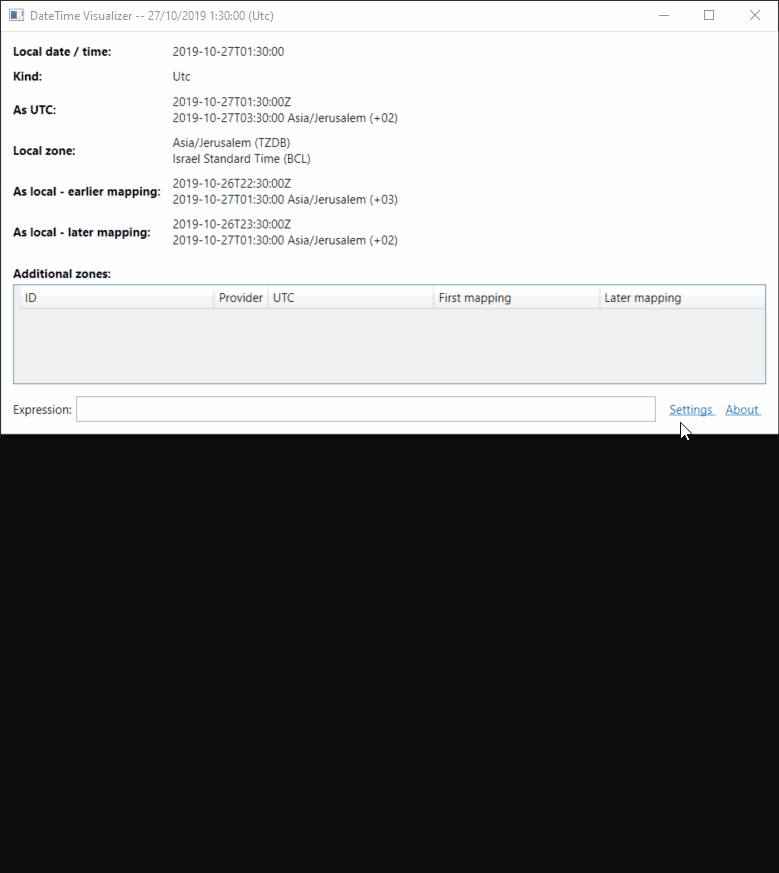 DateTime Visualizer -- 27/10/2019 1:30:00 (Utc)
Local date / time: 2019-10-27T01:30:00
Kind: Utc
As UTC: 2019-10-27T01:30:00Z
2019-10-27T03:30:00 Asia/Jerusalem (+02)
Local zone: Asia/Jerusalem (TZDB)
Israel Standard Time (BCL)
As local - earlier mapping: 2019-10-26T22:30:00Z
2019-10-27T01:30:00 Asia/Jerusalem (+03)
As local - later mapping: 2019-10-26T23:30:00Z
2019-10-27T01:30:00 Asia/Jerusalem (+02)
Additional zones:
ID Provider UTC First mapping Later mapping
Expression: Settings About